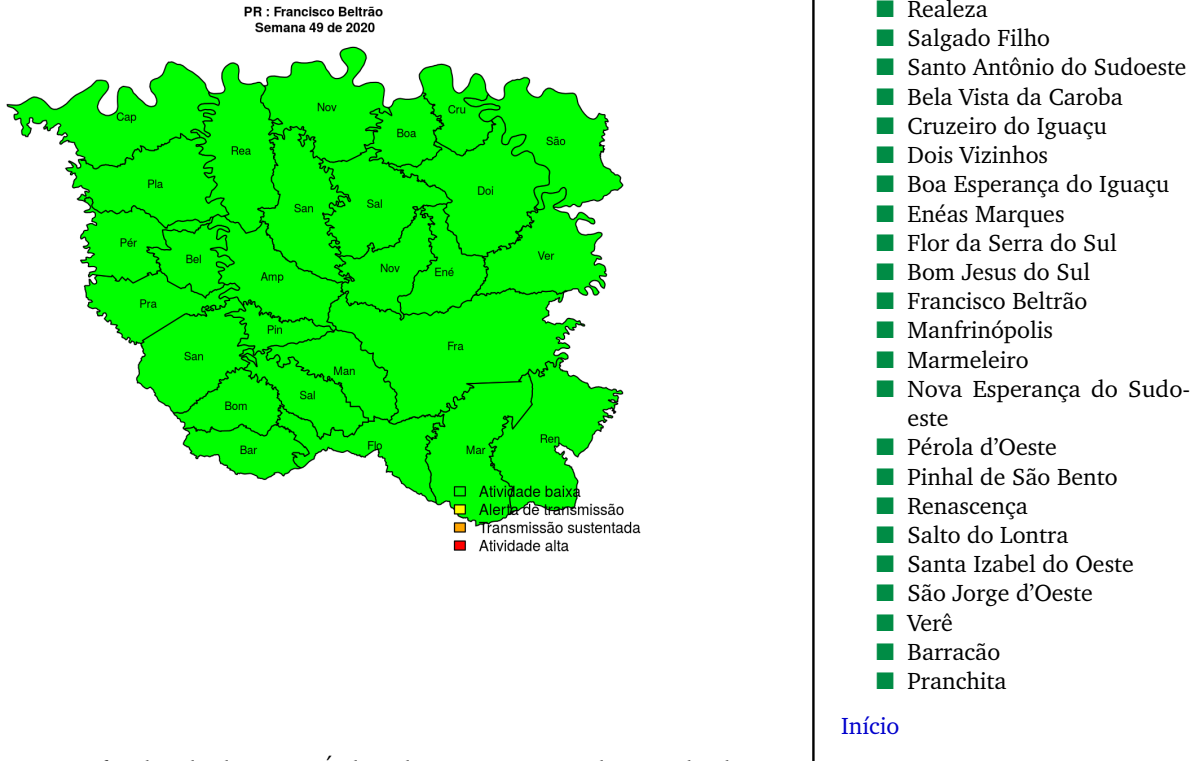 PR : Francisco Beltrão
Semana 49 de 2020
Cap
Nov
Cru
Boa
São
Rea
Pla
Doi
San
Sal
Pér
Bel
Nov
Ené
Ver
Amp
Pra
Pin
Fra
San
Man
Sal
Bom
Bar
Flo
Mar
Ren
Atividade baixa
Alerta de transmissão
Transmissão sustentada
Atividade alta
Realeza
Salgado Filho
Santo Antônio do Sudoeste
Bela Vista da Caroba
Cruzeiro do Iguaçu
Dois Vizinhos
Boa Esperança do Iguaçu
Enéas Marques
Flor da Serra do Sul
Bom Jesus do Sul
Francisco Beltrão
Manfrinópolis
Marmeleiro
Nova Esperança do Sudo-
este
Pérola d'Oeste
Pinhal de São Bento
Renascença
Salto do Lontra
Santa Izabel do Oeste
São Jorge d'Oeste
Verê
Barracão
Pranchita
Início